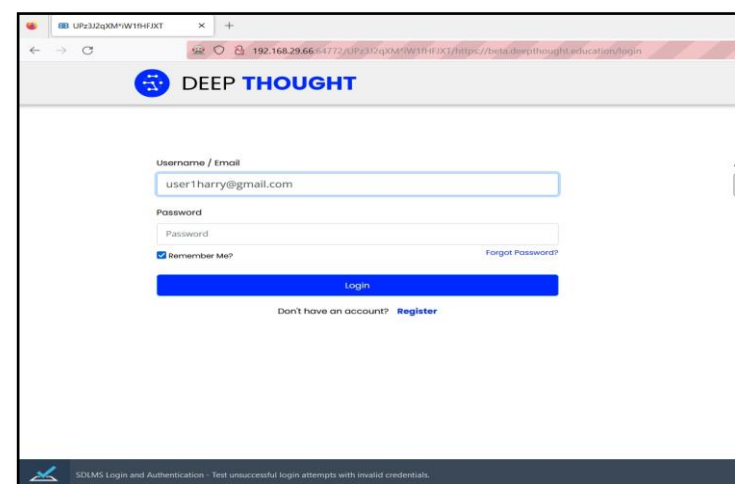 UPz3J2qXM*iW1fHFJXT
192.168.29.66:64772/UPz3J2qXM*iW1fHFJXT/https://beta.deepthought.education/login
DEEP THOUGHT
Username / Email
user1harry@gmail.com
Password
Password
Remember Me?
Forgot Password?
Login
Don't have an account? Register
SDLMS Login and Authentication - Test unsuccessful login attempts with invalid credentials.